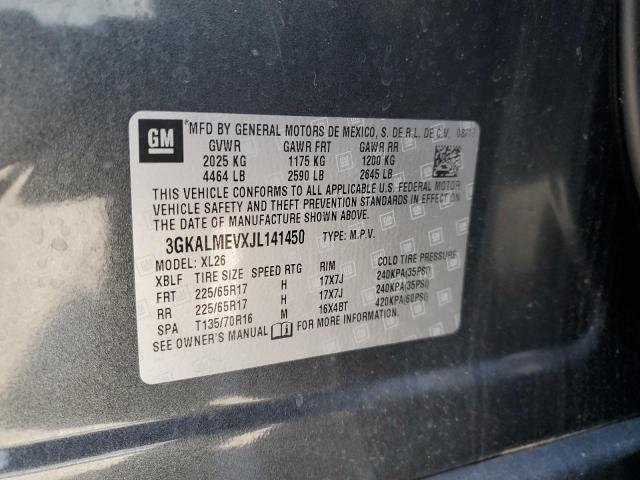 GM
*MFD BY GENERAL MOTORS DE MEXICO, S. DE R.L. DE C.V.
GVWR GAWR FRT GAWR RR
2025 KG 1175 KG 1200 KG
4464 LB 2590 LB 2645 LB
THIS VEHICLE CONFORMS TO ALL APPLICABLE U.S. FEDERAL MOTOR
VEHICLE SAFETY AND THEFT PREVENTION STANDARDS IN EFFECT ON
THE DATE OF MANUFACTURE SHOWN ABOVE.
3GKALMEVXJL141450 TYPE: M.P.V.
MODEL: XL26
XBLF TIRE SIZE SPEED RTG RIM COLD TIRE PRESSURE
FRT 225/65R17 H 17X7J 240KPA(35PSI)
RR 225/65R17 H 17X7J 240KPA(35PSI)
SPA T135/70R16 M 16X4BT 420KPA(60PSI)
SEE OWNER'S MANUAL FOR MORE INFORMATION.